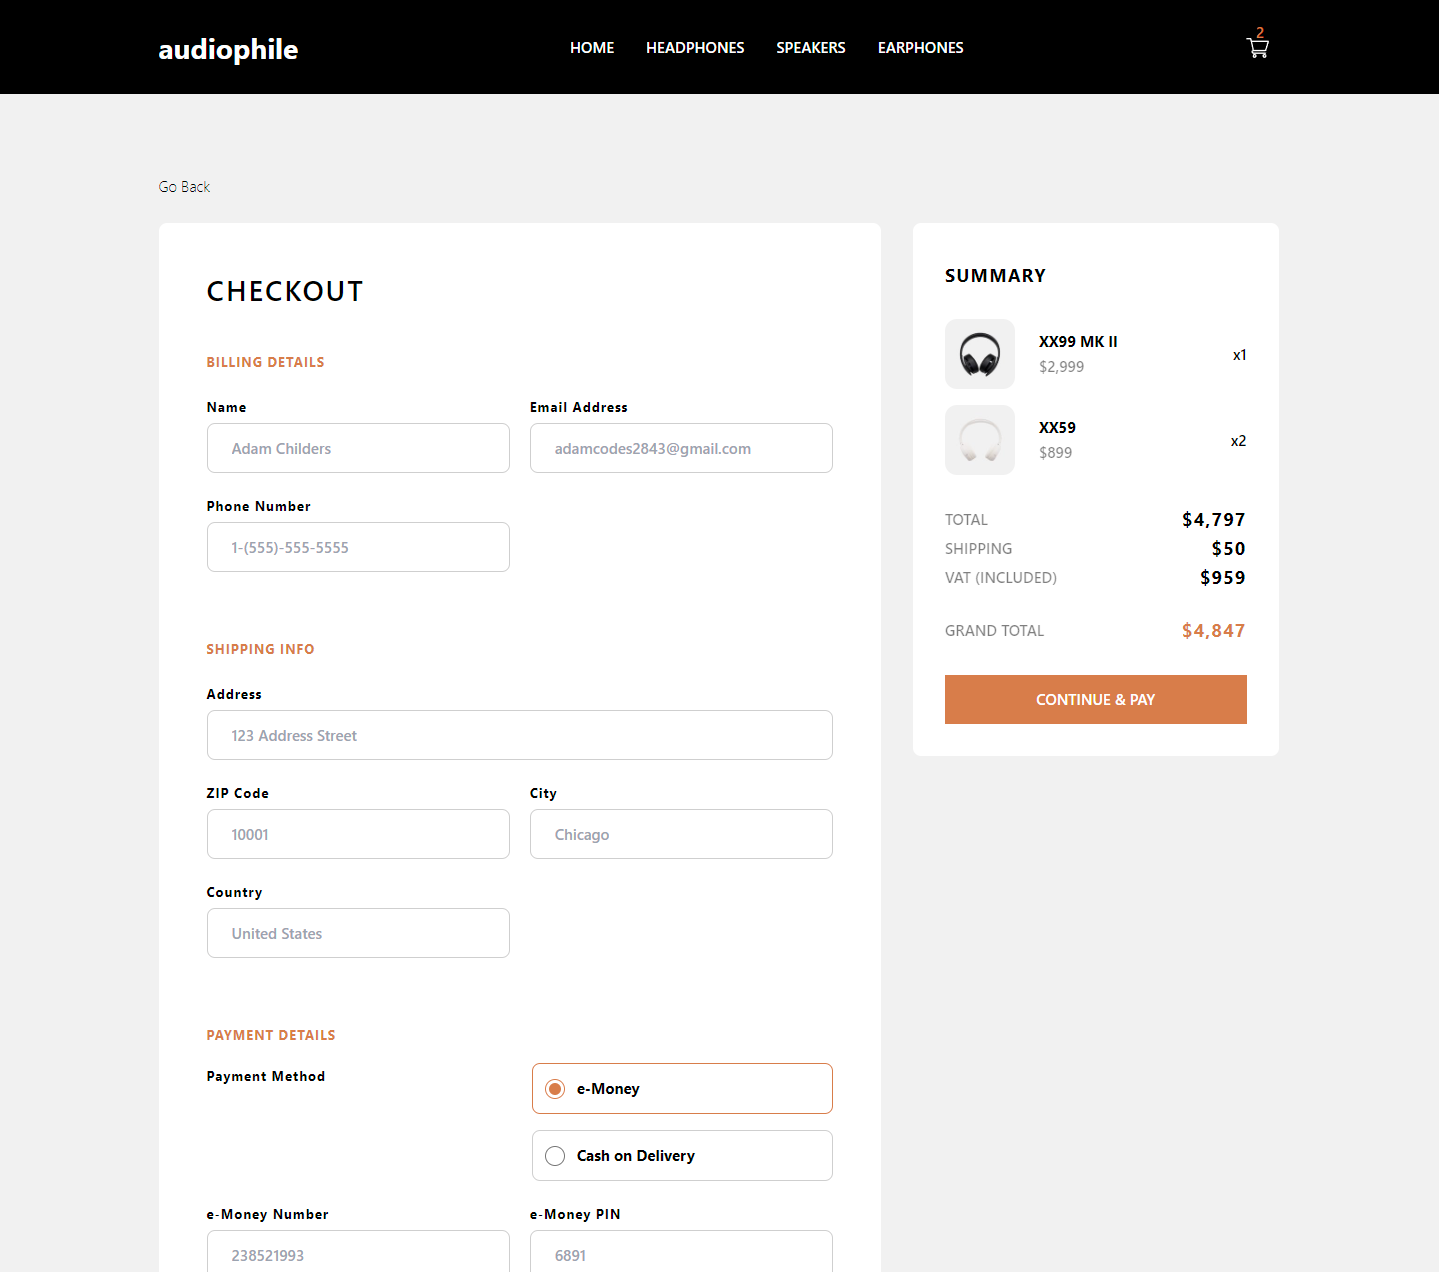 audiophile
HOME HEADPHONES SPEAKERS EARPHONES
2
Go Back
CHECKOUT
BILLING DETAILS
Name
Adam Childers
Email Address
adamcodes2843@gmail.com
Phone Number
1-(555)-555-5555
SHIPPING INFO
Address
123 Address Street
ZIP Code
10001
City
Chicago
Country
United States
PAYMENT DETAILS
Payment Method
e-Money
Cash on Delivery
e-Money Number
238521993
e-Money PIN
6891
SUMMARY
XX99 MK II
$2,999
x1
XX59
$899
x2
TOTAL $4,797
SHIPPING $50
VAT (INCLUDED) $959
GRAND TOTAL $4,847
CONTINUE & PAY